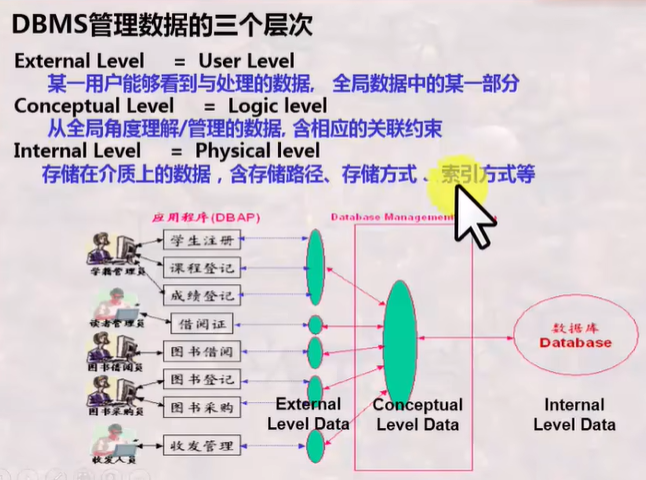 DBMS管理数据的三个层次
External Level = User Level
某一用户能够看到与处理的数据, 全局数据中的某一部分
Conceptual Level = Logic level
从全局角度理解/管理的数据, 含相应的关联约束
Internal Level = Physical level
存储在介质上的数据，含存储路径、存储方式 、索引方式等
应用程序(DBAP)
Database Management
学籍管理员
学生注册
课程登记
成绩登记
读者管理员
借阅证
图书借阅员
图书借阅
图书采购员
图书登记
图书采购
收发人员
收发管理
数据库
Database
External
Level Data
Conceptual
Level Data
Internal
Level Data